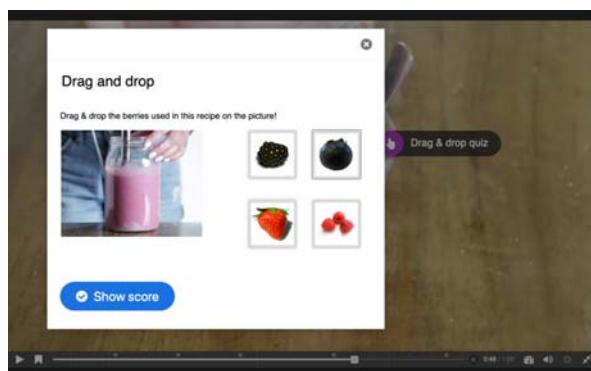 Drag and drop
Drag & drop the berries used in this recipe on the picture!
Drag & drop quiz
Show score